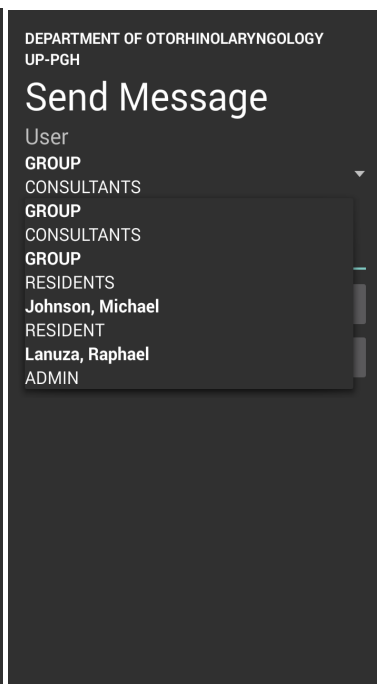 DEPARTMENT OF OTORHINOLARYNGOLOGY
UP-PGH
Send Message
User
GROUP
CONSULTANTS
GROUP
CONSULTANTS
GROUP
RESIDENTS
Johnson, Michael
RESIDENT
Lanuza, Raphael
ADMIN